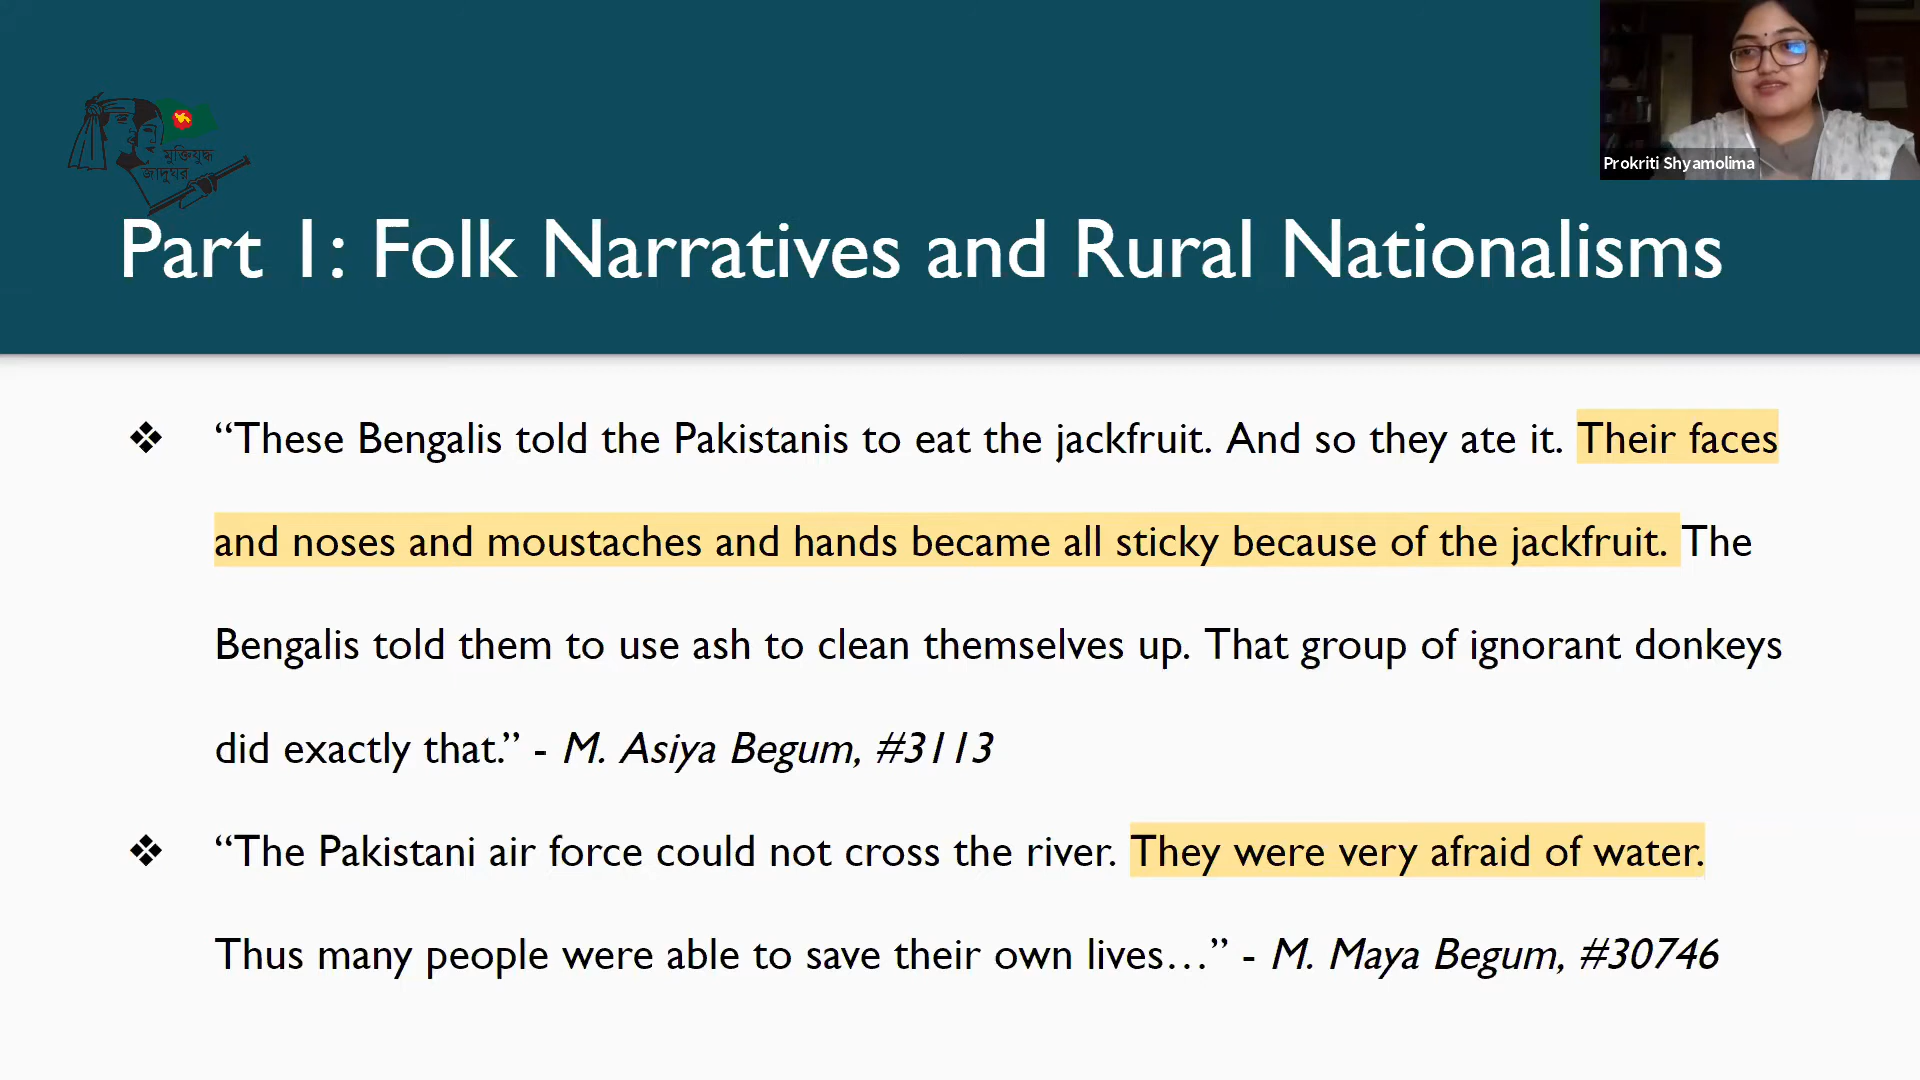 মুক্তিযুদ্ধ
জাদুঘর
Prokriti Shyamolima
Part 1: Folk Narratives and Rural Nationalisms
❖ “These Bengalis told the Pakistanis to eat the jackfruit. And so they ate it. Their faces
and noses and moustaches and hands became all sticky because of the jackfruit. The
Bengalis told them to use ash to clean themselves up. That group of ignorant donkeys
did exactly that.” - M. Asiya Begum, #3113
❖ “The Pakistani air force could not cross the river. They were very afraid of water.
Thus many people were able to save their own lives…” - M. Maya Begum, #30746